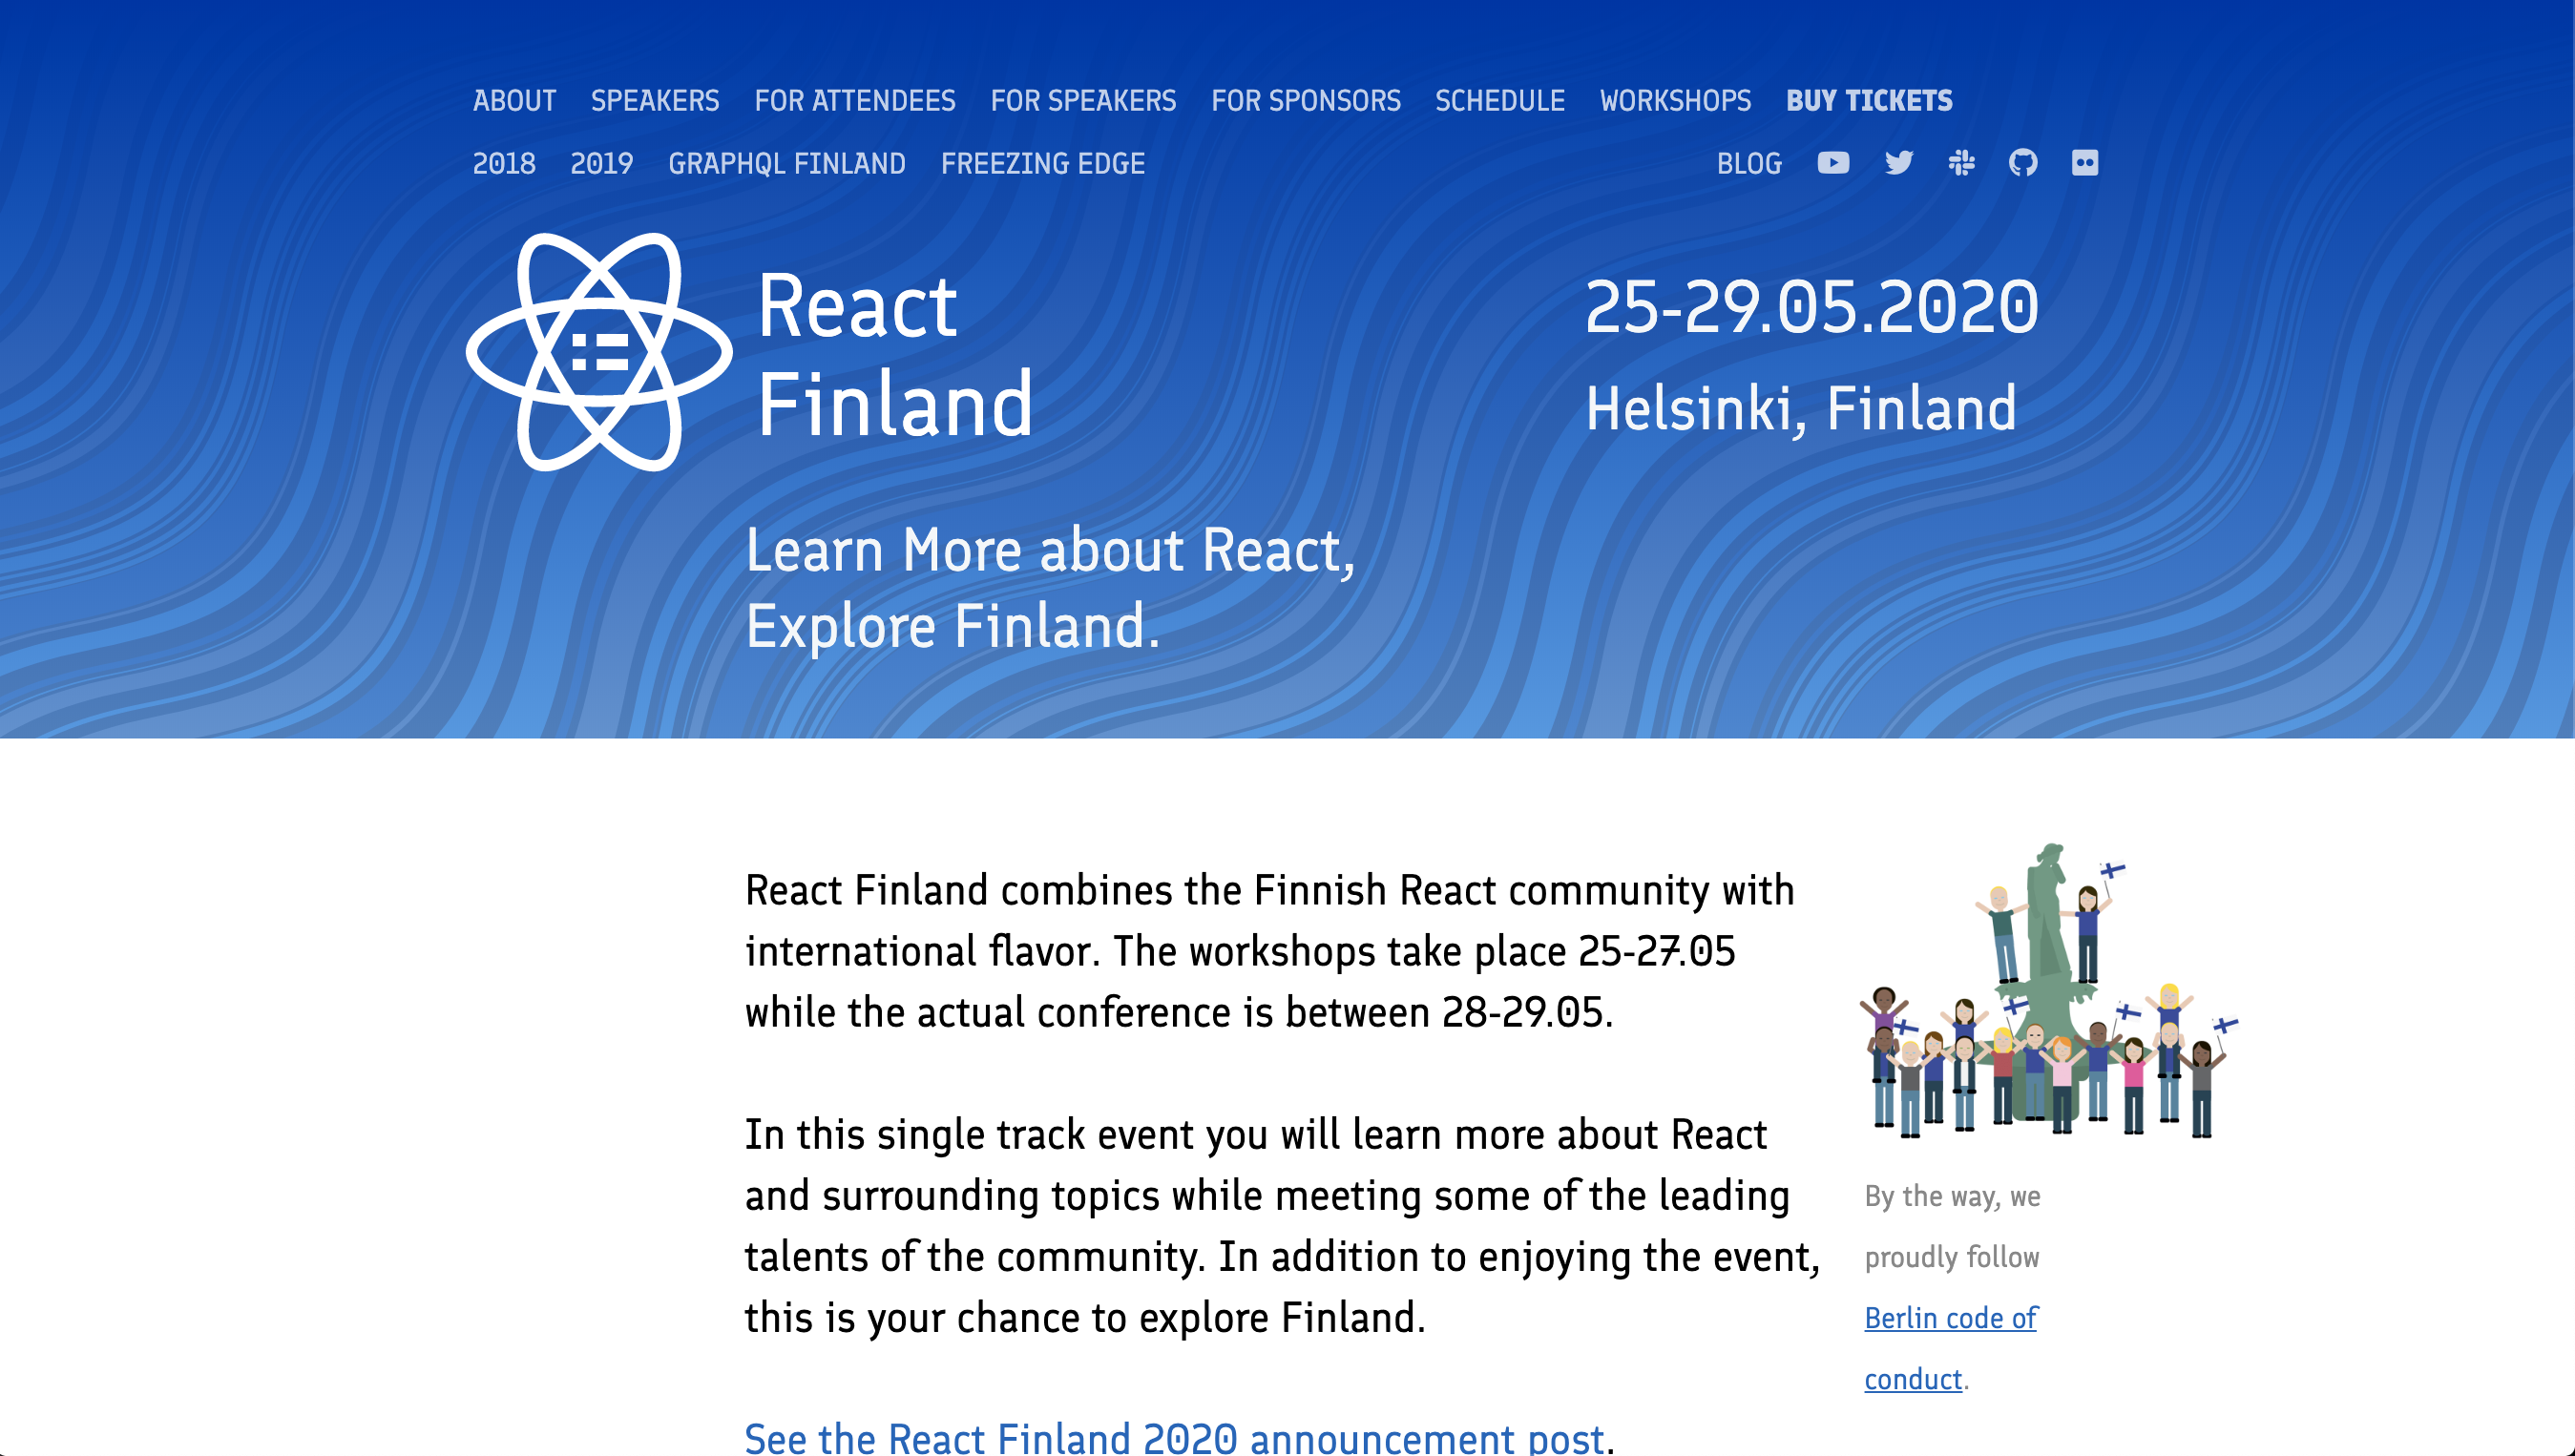 ABOUT SPEAKERS FOR ATTENDEES FOR SPEAKERS FOR SPONSORS SCHEDULE WORKSHOPS BUY TICKETS
2018 2019 GRAPHQL FINLAND FREEZING EDGE BLOG
React
Finland
25-29.05.2020
Helsinki, Finland
Learn More about React,
Explore Finland.
React Finland combines the Finnish React community with
international flavor. The workshops take place 25-27.05
while the actual conference is between 28-29.05.
In this single track event you will learn more about React
and surrounding topics while meeting some of the leading
talents of the community. In addition to enjoying the event,
this is your chance to explore Finland.
See the React Finland 2020 announcement post.
By the way, we
proudly follow
Berlin code of
conduct.